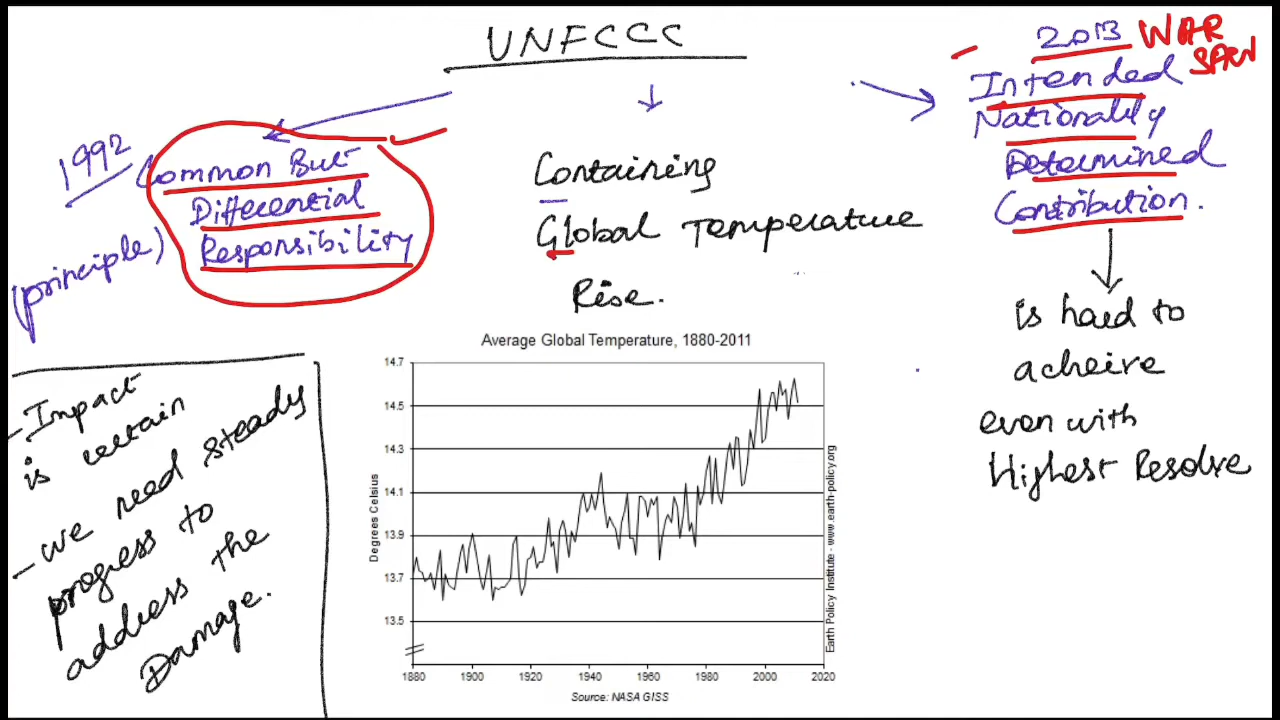 UNFCCC
1992
Common But
Differential
Responsibility
(principle)
Containing
Global Temperature
Rise.
2013 WAR
SAW
Intended
Nationally
Determined
Contribution.
is hard to
acheive
even with
Highest Resolve
- Impact
is certain
- we need steady
progress to
address the
Damage.
Average Global Temperature, 1880-2011
Degrees Celsius
14.7
14.5
14.3
14.1
13.9
13.7
13.5
1880 1900 1920 1940 1960 1980 2000 2020
Source: NASA GISS
Earth Policy Institute - www.earth-policy.org